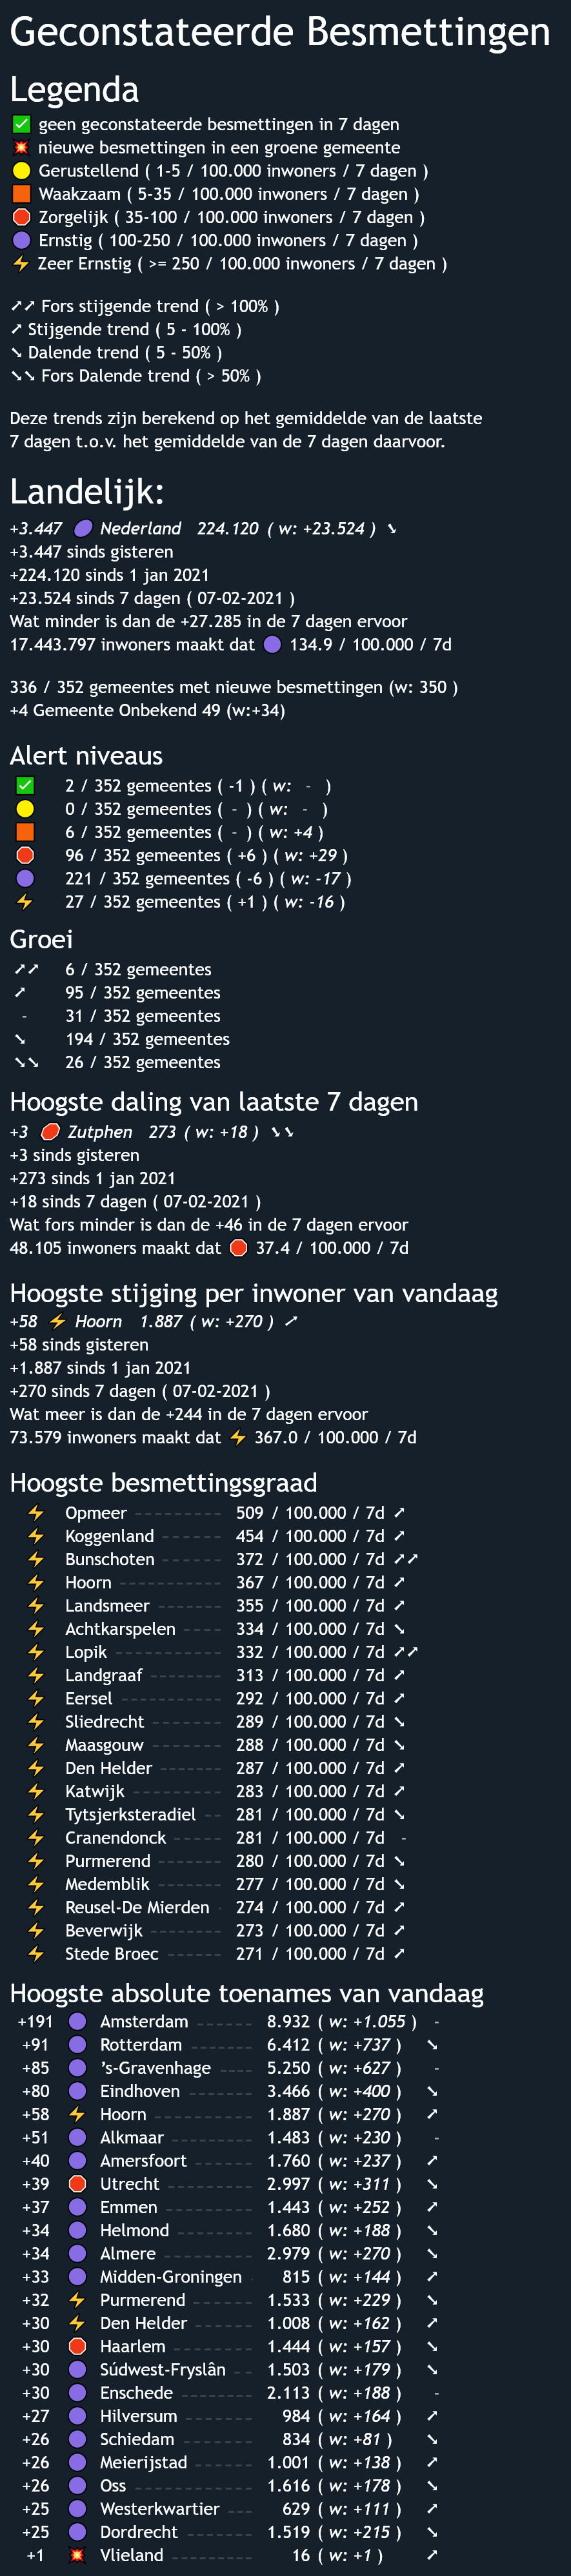 Geconstateerde Besmettingen
Legenda
✅ geen geconstateerde besmettingen in 7 dagen
💥 nieuwe besmettingen in een groene gemeente
🟡 Gerustellend ( 1-5 / 100.000 inwoners / 7 dagen )
🟧 Waakzaam ( 5-35 / 100.000 inwoners / 7 dagen )
🛑 Zorgelijk ( 35-100 / 100.000 inwoners / 7 dagen )
🟣 Ernstig ( 100-250 / 100.000 inwoners / 7 dagen )
⚡ Zeer Ernstig ( >= 250 / 100.000 inwoners / 7 dagen )
➚➚ Fors stijgende trend ( > 100% )
➚ Stijgende trend ( 5 - 100% )
➘ Dalende trend ( 5 - 50% )
➘➘ Fors Dalende trend ( > 50% )
Deze trends zijn berekend op het gemiddelde van de laatste
7 dagen t.o.v. het gemiddelde van de 7 dagen daarvoor.
Landelijk:
+3.447 🟣 Nederland 224.120 ( w: +23.524 ) ➘
+3.447 sinds gisteren
+224.120 sinds 1 jan 2021
+23.524 sinds 7 dagen ( 07-02-2021 )
Wat minder is dan de +27.285 in de 7 dagen ervoor
17.443.797 inwoners maakt dat 🟣 134.9 / 100.000 / 7d
336 / 352 gemeentes met nieuwe besmettingen (w: 350 )
+4 Gemeente Onbekend 49 (w:+34)
Alert niveaus
✅ 2 / 352 gemeentes ( -1 ) ( w: - )
🟡 0 / 352 gemeentes ( - ) ( w: - )
🟧 6 / 352 gemeentes ( - ) ( w: +4 )
🛑 96 / 352 gemeentes ( +6 ) ( w: +29 )
🟣 221 / 352 gemeentes ( -6 ) ( w: -17 )
⚡ 27 / 352 gemeentes ( +1 ) ( w: -16 )
Groei
➚➚ 6 / 352 gemeentes
➚ 95 / 352 gemeentes
- 31 / 352 gemeentes
➘ 194 / 352 gemeentes
➘➘ 26 / 352 gemeentes
Hoogste daling van laatste 7 dagen
+3 🛑 Zutphen 273 ( w: +18 ) ➘➘
+3 sinds gisteren
+273 sinds 1 jan 2021
+18 sinds 7 dagen ( 07-02-2021 )
Wat fors minder is dan de +46 in de 7 dagen ervoor
48.105 inwoners maakt dat 🛑 37.4 / 100.000 / 7d
Hoogste stijging per inwoner van vandaag
+58 ⚡ Hoorn 1.887 ( w: +270 ) ➚
+58 sinds gisteren
+1.887 sinds 1 jan 2021
+270 sinds 7 dagen ( 07-02-2021 )
Wat meer is dan de +244 in de 7 dagen ervoor
73.579 inwoners maakt dat ⚡ 367.0 / 100.000 / 7d
Hoogste besmettingsgraad
⚡ Opmeer 509 / 100.000 / 7d ➚
⚡ Koggenland 454 / 100.000 / 7d ➚
⚡ Bunschoten 372 / 100.000 / 7d ➚➚
⚡ Hoorn 367 / 100.000 / 7d ➚
⚡ Landsmeer 355 / 100.000 / 7d ➚
⚡ Achtkarspelen 334 / 100.000 / 7d ➘
⚡ Lopik 332 / 100.000 / 7d ➚➚
⚡ Landgraaf 313 / 100.000 / 7d ➚
⚡ Eersel 292 / 100.000 / 7d ➚
⚡ Sliedrecht 289 / 100.000 / 7d ➘
⚡ Maasgouw 288 / 100.000 / 7d ➘
⚡ Den Helder 287 / 100.000 / 7d ➚
⚡ Katwijk 283 / 100.000 / 7d ➚
⚡ Tytsjerksteradiel 281 / 100.000 / 7d ➘
⚡ Cranendonck 281 / 100.000 / 7d -
⚡ Purmerend 280 / 100.000 / 7d ➘
⚡ Medemblik 277 / 100.000 / 7d ➘
⚡ Reusel-De Mierden 274 / 100.000 / 7d ➚
⚡ Beverwijk 273 / 100.000 / 7d ➚
⚡ Stede Broec 271 / 100.000 / 7d ➚
Hoogste absolute toenames van vandaag
+191 🟣 Amsterdam 8.932 ( w: +1.055 ) -
+91 🟣 Rotterdam 6.412 ( w: +737 ) ➘
+85 🟣 's-Gravenhage 5.250 ( w: +627 ) -
+80 🟣 Eindhoven 3.466 ( w: +400 ) ➘
+58 ⚡ Hoorn 1.887 ( w: +270 ) ➚
+51 🟣 Alkmaar 1.483 ( w: +230 ) -
+40 🟣 Amersfoort 1.760 ( w: +237 ) ➚
+39 🛑 Utrecht 2.997 ( w: +311 ) ➘
+37 🟣 Emmen 1.443 ( w: +252 ) ➚
+34 🟣 Helmond 1.680 ( w: +188 ) ➘
+34 🟣 Almere 2.979 ( w: +270 ) ➘
+33 🟣 Midden-Groningen 815 ( w: +144 ) ➚
+32 ⚡ Purmerend 1.533 ( w: +229 ) ➘
+30 ⚡ Den Helder 1.008 ( w: +162 ) ➚
+30 🛑 Haarlem 1.444 ( w: +157 ) ➘
+30 🟣 Súdwest-Fryslân 1.503 ( w: +179 ) ➘
+30 🟣 Enschede 2.113 ( w: +188 ) -
+27 🟣 Hilversum 984 ( w: +164 ) ➚
+26 🟣 Schiedam 834 ( w: +81 ) ➘
+26 🟣 Meierijstad 1.001 ( w: +138 ) ➚
+26 🟣 Oss 1.616 ( w: +178 ) ➘
+25 🟣 Westerkwartier 629 ( w: +111 ) ➚
+25 🟣 Dordrecht 1.519 ( w: +215 ) ➘
+1 💥 Vlieland 16 ( w: +1 ) ➚